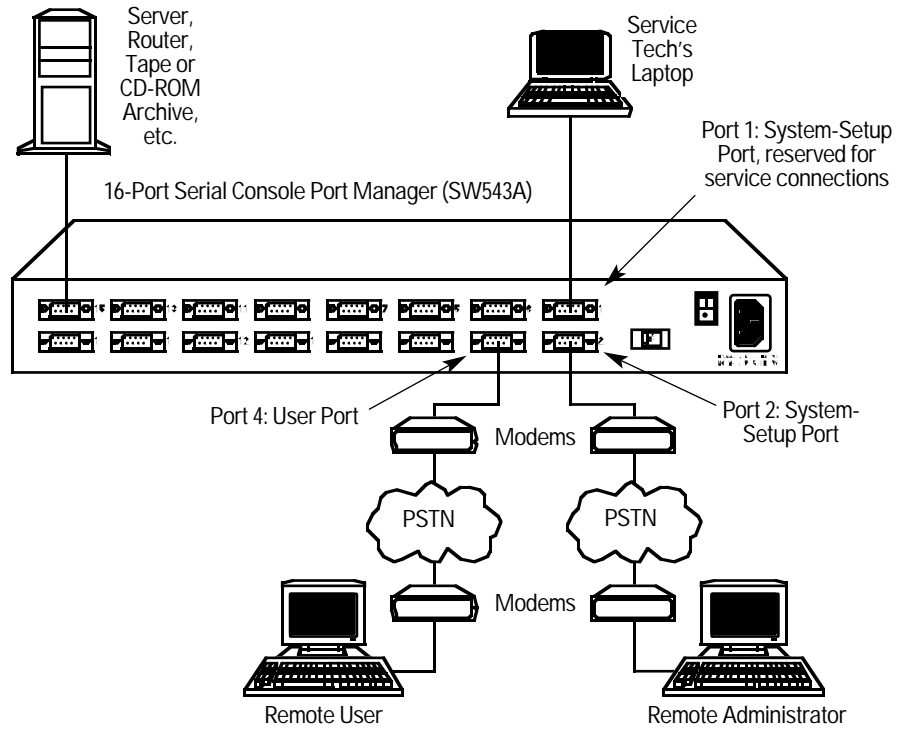 Server,
Router,
Tape or
CD-ROM
Archive,
etc.
Service
Tech's
Laptop
Port 1: System-Setup
Port, reserved for
service connections
16-Port Serial Console Port Manager (SW543A)
Port 4: User Port
Port 2: System-
Setup Port
Modems
PSTN
PSTN
Modems
Remote User
Remote Administrator